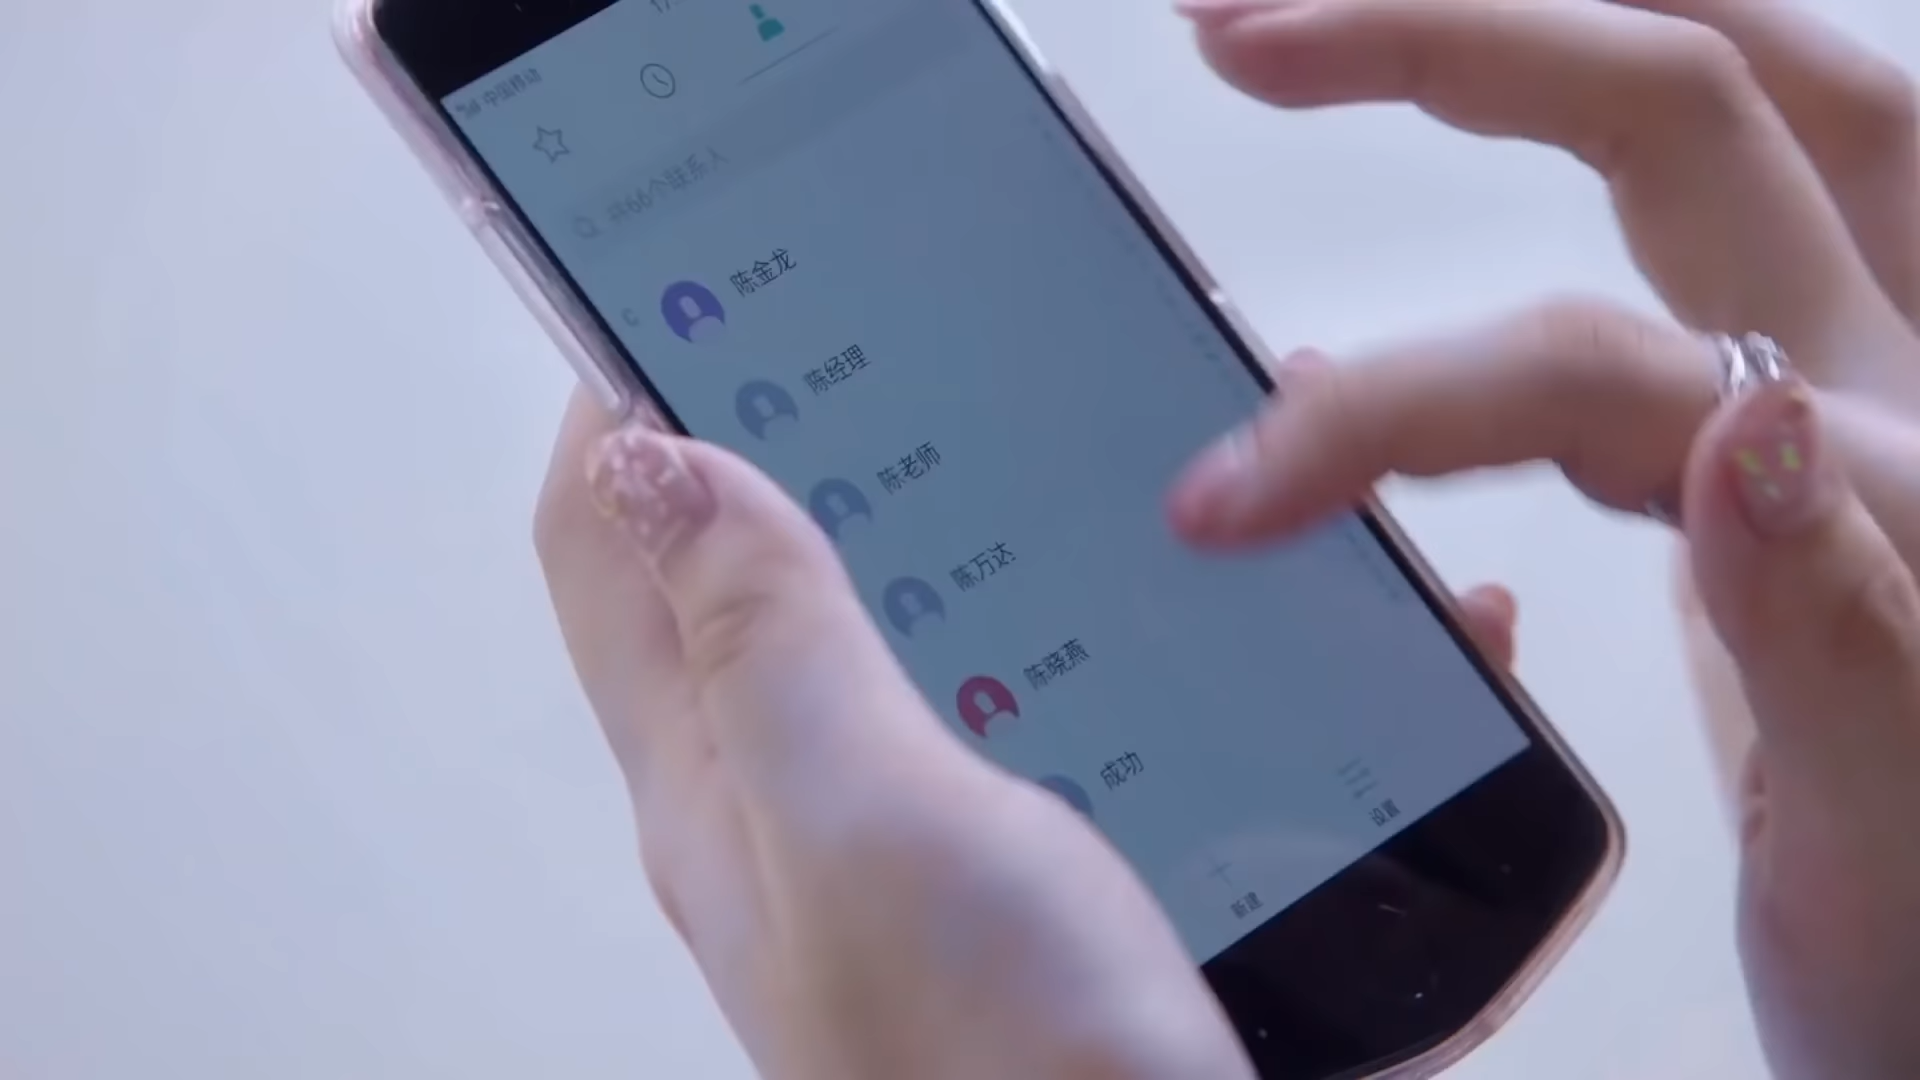 中国移动
共66个联系人
C
陈金龙
陈经理
陈老师
陈万达
陈晓燕
成功
新建
设置